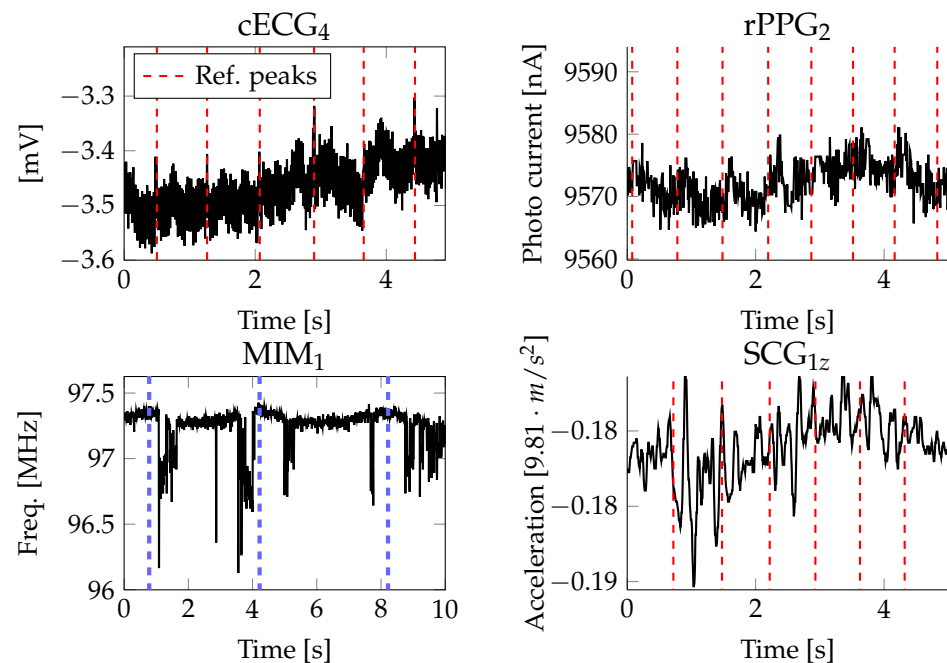 cECG4
Ref. peaks
[mV]
−3.3
−3.4
−3.5
−3.6
0
2
4
Time [s]
rPPG2
Photo current [nA]
9590
9580
9570
9560
0
2
4
Time [s]
MIM1
Freq. [MHz]
97.5
97
96.5
96
0
2
4
6
8
10
Time [s]
SCG1z
Acceleration [9.81 · m/s²]
−0.18
−0.18
−0.19
0
2
4
Time [s]